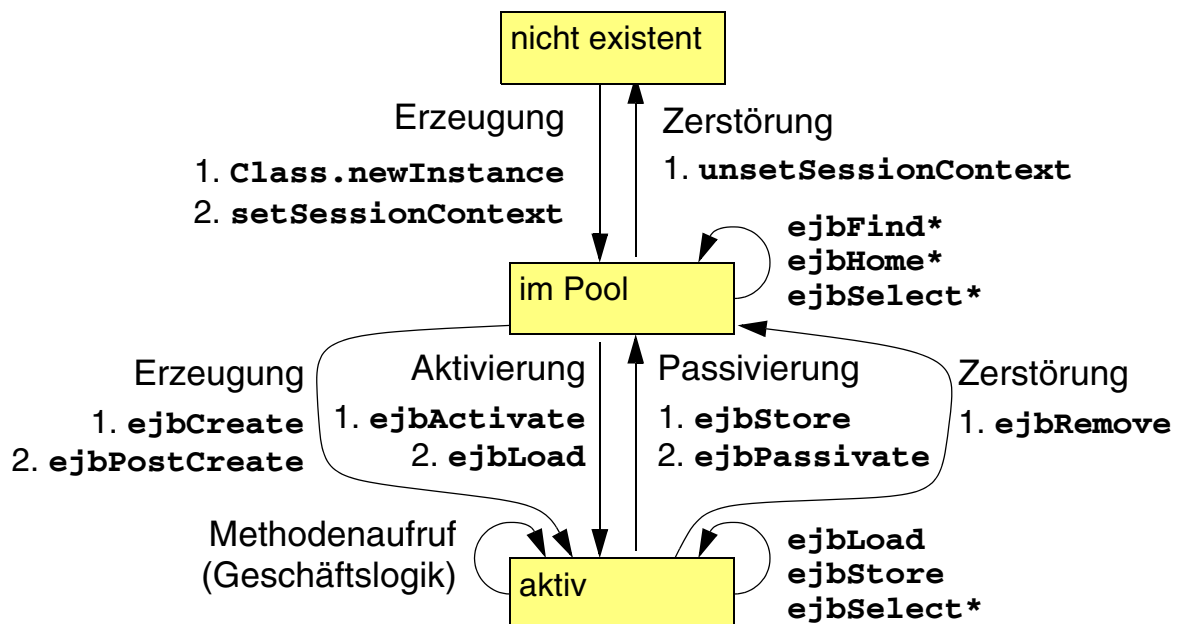 nicht existent
Erzeugung
1. Class.newInstance
2. setSessionContext
Zerstörung
1. unsetSessionContext
ejbFind*
ejbHome*
ejbSelect*
im Pool
Erzeugung
1. ejbCreate
2. ejbPostCreate
Aktivierung
1. ejbActivate
2. ejbLoad
Passivierung
1. ejbStore
2. ejbPassivate
Zerstörung
1. ejbRemove
Methodenaufruf
(Geschäftslogik)
aktiv
ejbLoad
ejbStore
ejbSelect*